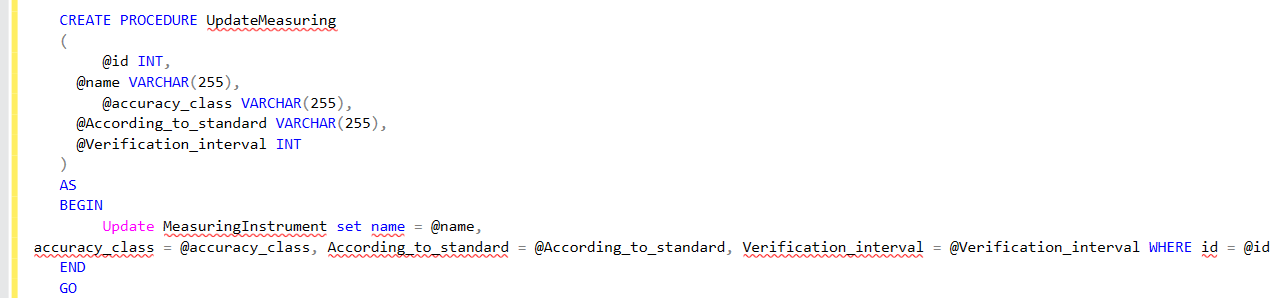 CREATE PROCEDURE UpdateMeasuring
(
@id INT,
@name VARCHAR(255),
@accuracy_class VARCHAR(255),
@According_to_standard VARCHAR(255),
@Verification_interval INT
)
AS
BEGIN
Update MeasuringInstrument set name = @name,
accuracy_class = @accuracy_class, According_to_standard = @According_to_standard, Verification_interval = @Verification_interval WHERE id = @id
END
GO